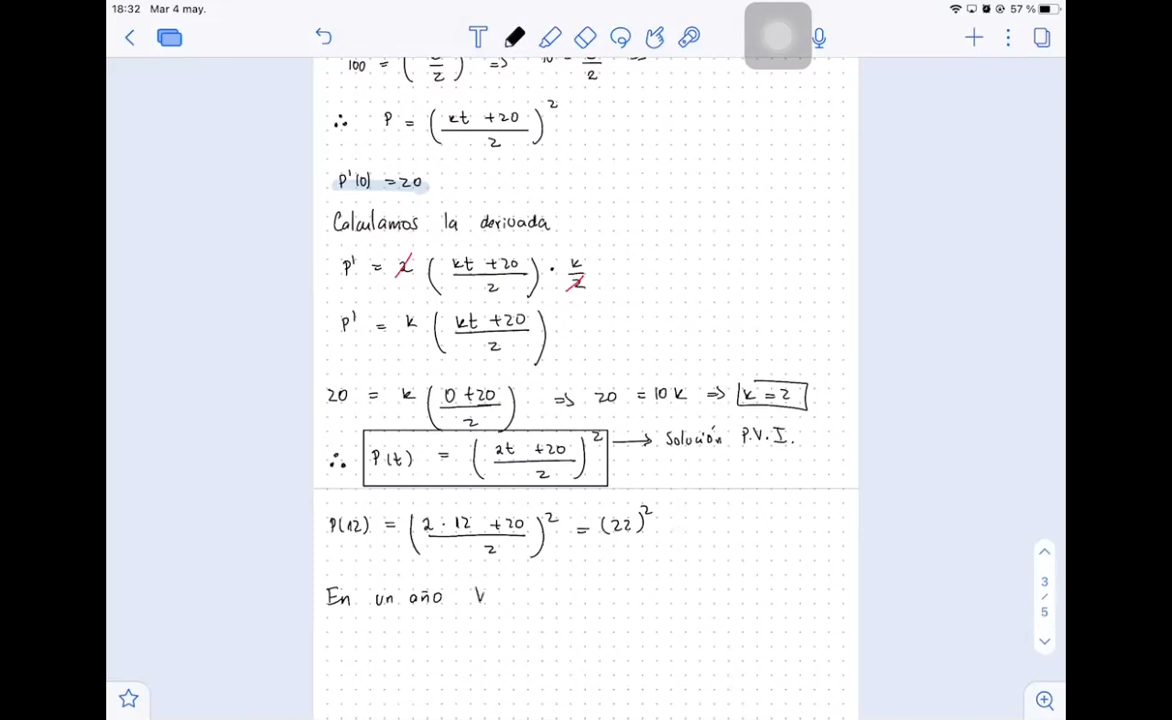 18:32 Mar 4 may. 57 %
T
100 =
∴ P = ( kt + 20 / 2 )²
P'(0) = 20
Calculamos la derivada
P' = 2 ( kt + 20 / 2 ) · k / 2
P' = k ( kt + 20 / 2 )
20 = k ( 0 + 20 / 2 ) => 20 = 10 k => k = 2
∴ P(t) = ( 2t + 20 / 2 )² → Solución P.V.I.
P(12) = ( 2 · 12 + 20 / 2 )² = (22)²
En un año V
3
/
5